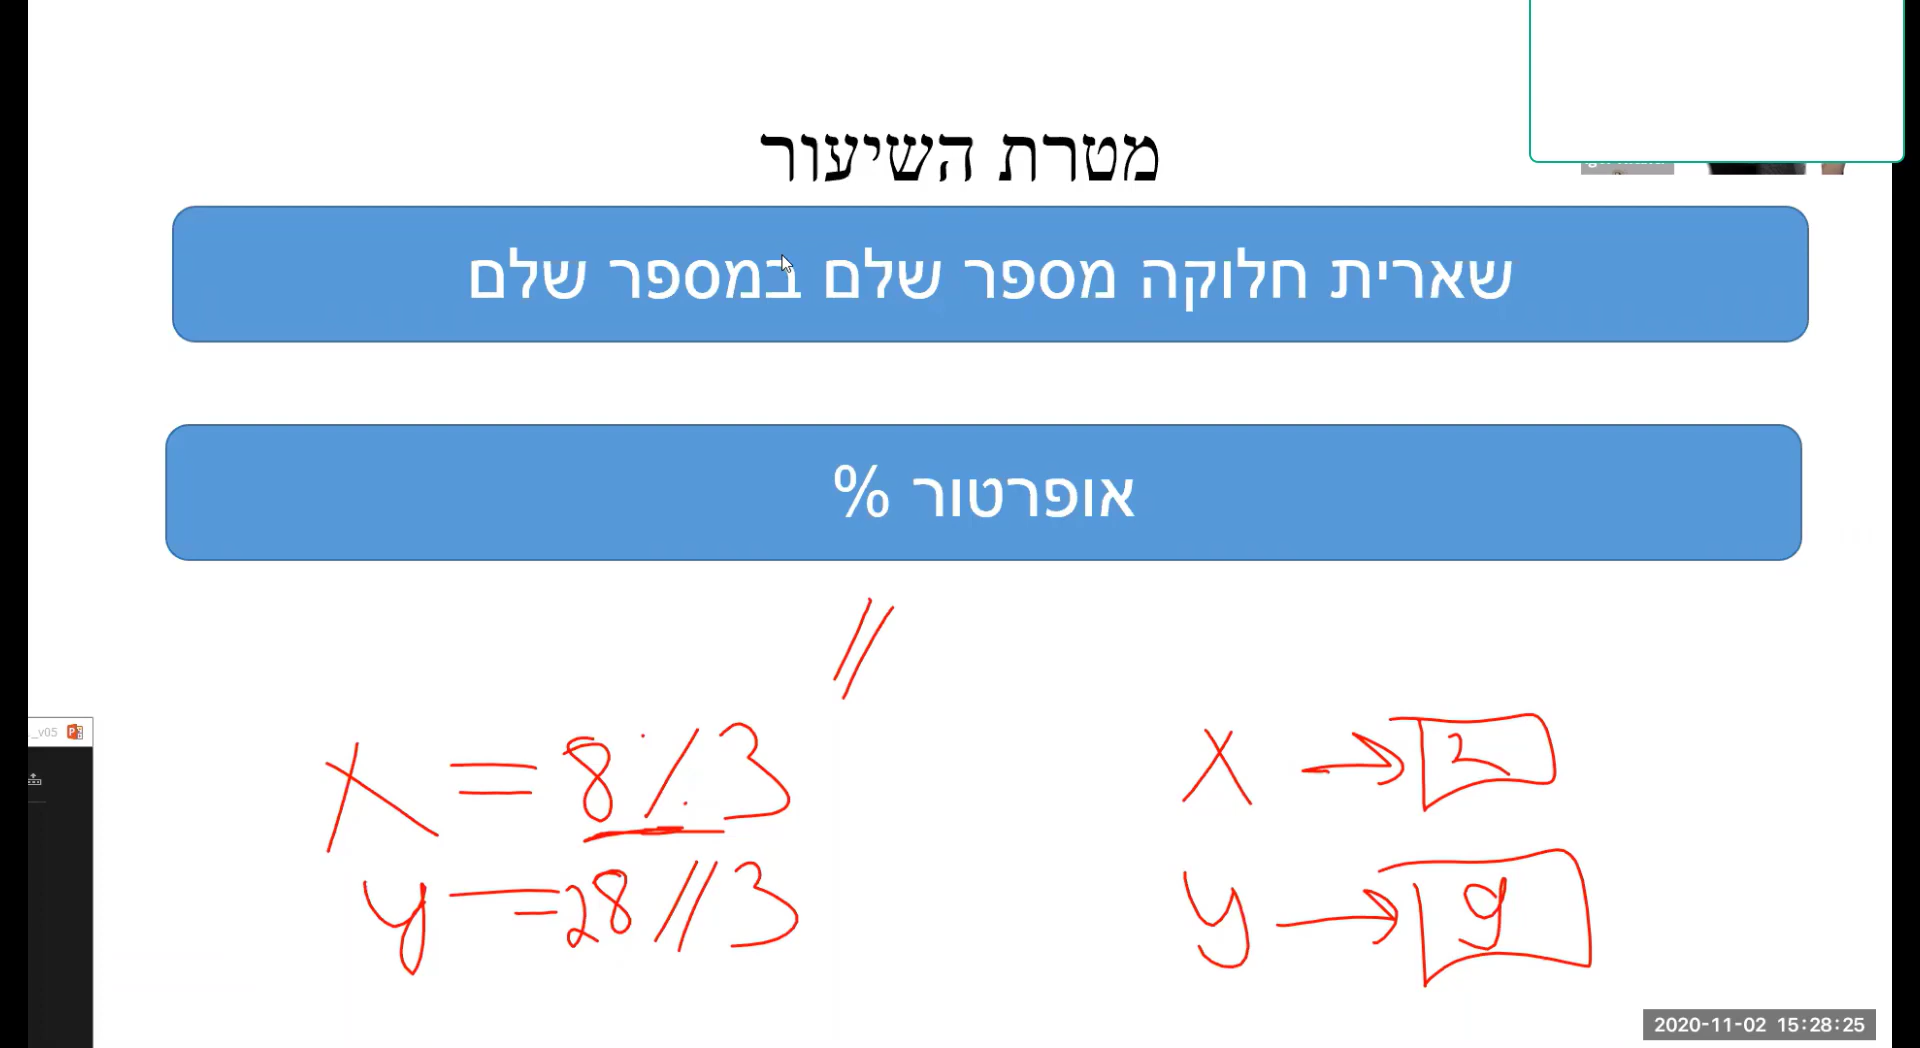 מטרת השיעור
שארית חלוקה מספר שלם במספר שלם
אופרטור %
//
x = 8 % 3
x → 2
y = 28 // 3
y → 9
_v05
2020-11-02 15:28:25